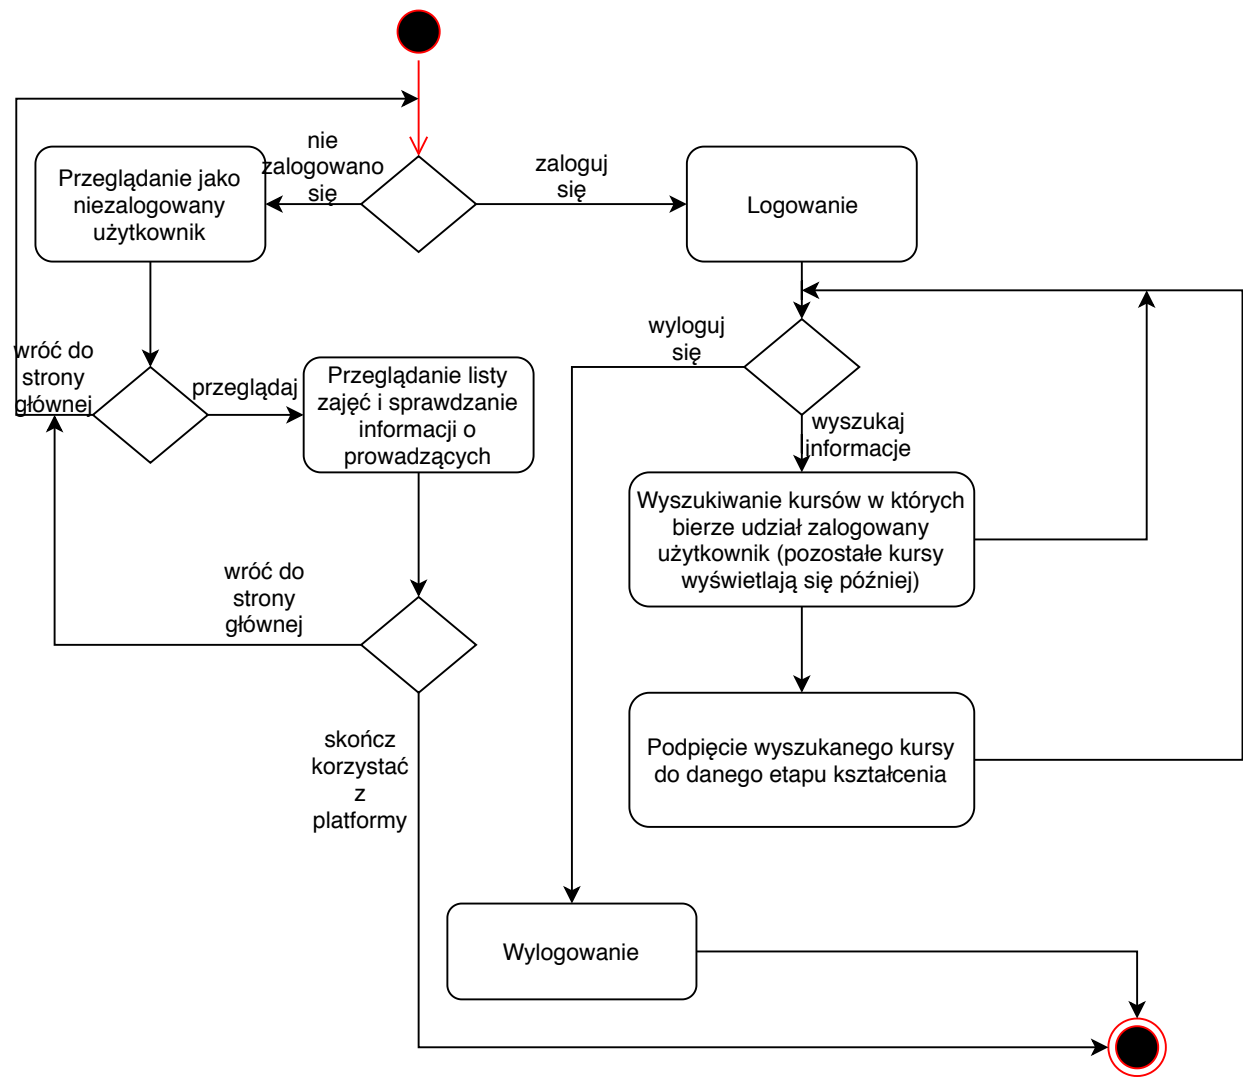 nie
zalogowano
się
zaloguj
się
Przeglądanie jako
niezalogowany
użytkownik
Logowanie
wyloguj
się
wróć do
strony
głównej
przeglądaj
Przeglądanie listy
zajęć i sprawdzanie
informacji o
prowadzących
wyszukaj
informacje
Wyszukiwanie kursów w których
bierze udział zalogowany
użytkownik (pozostałe kursy
wyświetlają się później)
wróć do
strony
głównej
skończ
korzystać
z
platformy
Podpięcie wyszukanego kursy
do danego etapu kształcenia
Wylogowanie